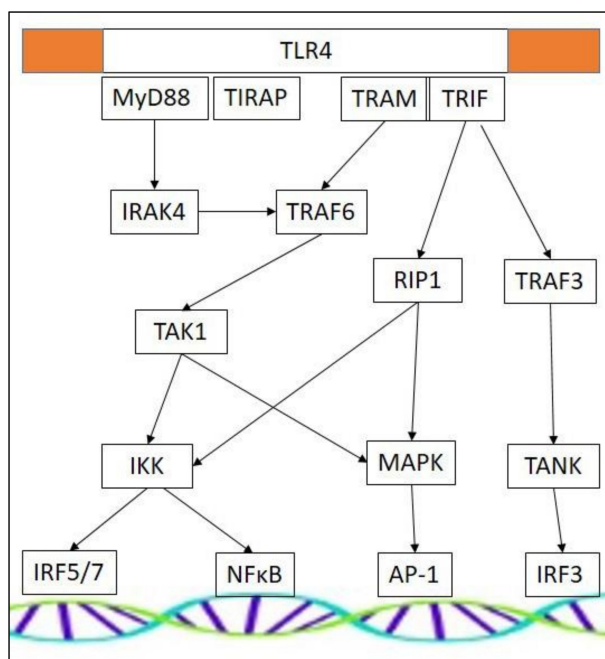 TLR4
MyD88 TIRAP TRAM TRIF
IRAK4 TRAF6
RIP1 TRAF3
TAK1
IKK MAPK TANK
IRF5/7 NFκB AP-1 IRF3